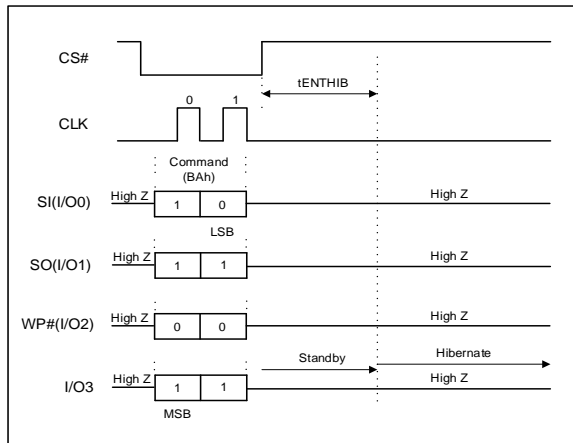 CS#
tENTHIB
0 1
CLK
Command
(BAh)
SI(I/O0) High Z 1 0 High Z
LSB
SO(I/O1) High Z 1 1 High Z
WP#(I/O2) High Z 0 0 High Z
Standby Hibernate
I/O3 High Z 1 1 High Z
MSB